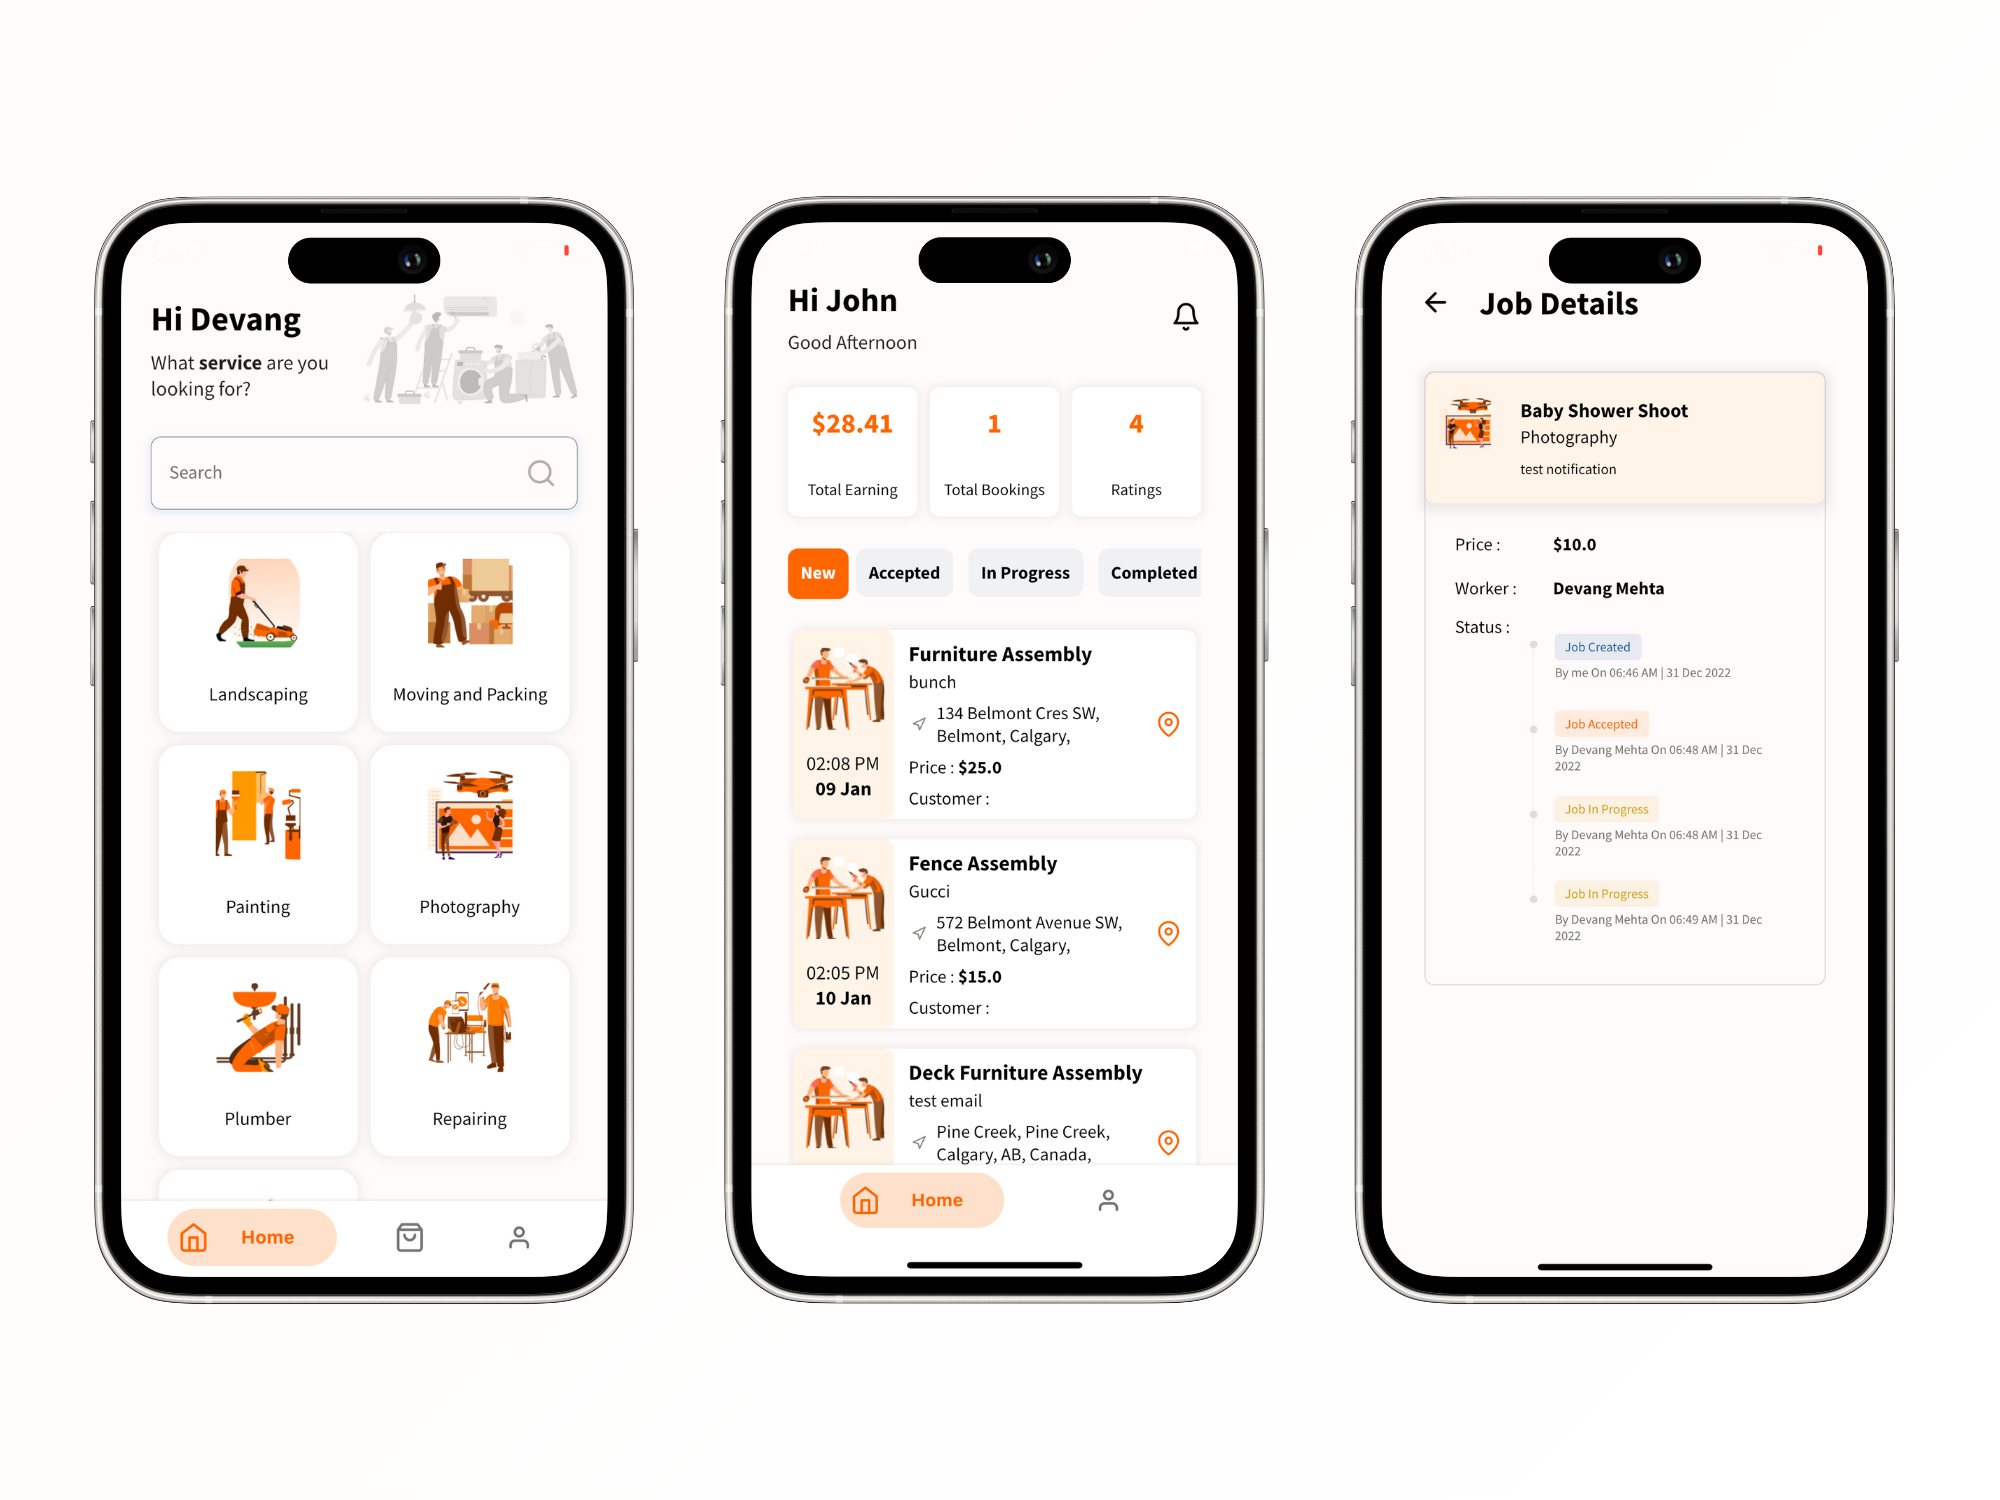 Hi Devang
What service are you
looking for?
Search
Landscaping
Moving and Packing
Painting
Photography
Plumber
Repairing
Home
Hi John
Good Afternoon
$28.41
Total Earning
1
Total Bookings
4
Ratings
New
Accepted
In Progress
Completed
Furniture Assembly
bunch
134 Belmont Cres SW,
Belmont, Calgary,
02:08 PM
09 Jan
Price : $25.0
Customer :
Fence Assembly
Gucci
572 Belmont Avenue SW,
Belmont, Calgary,
02:05 PM
10 Jan
Price : $15.0
Customer :
Deck Furniture Assembly
test email
Pine Creek, Pine Creek,
Calgary, AB, Canada,
Home
Job Details
Baby Shower Shoot
Photography
test notification
Price : $10.0
Worker : Devang Mehta
Status :
Job Created
By me On 06:46 AM | 31 Dec 2022
Job Accepted
By Devang Mehta On 06:48 AM | 31 Dec
2022
Job In Progress
By Devang Mehta On 06:48 AM | 31 Dec
2022
Job In Progress
By Devang Mehta On 06:49 AM | 31 Dec
2022